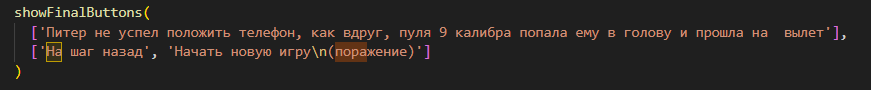 showFinalButtons(
['Питер не успел положить телефон, как вдруг, пуля 9 калибра попала ему в голову и прошла на  вылет'],
['На шаг назад', 'Начать новую игру\n(поражение)']
)